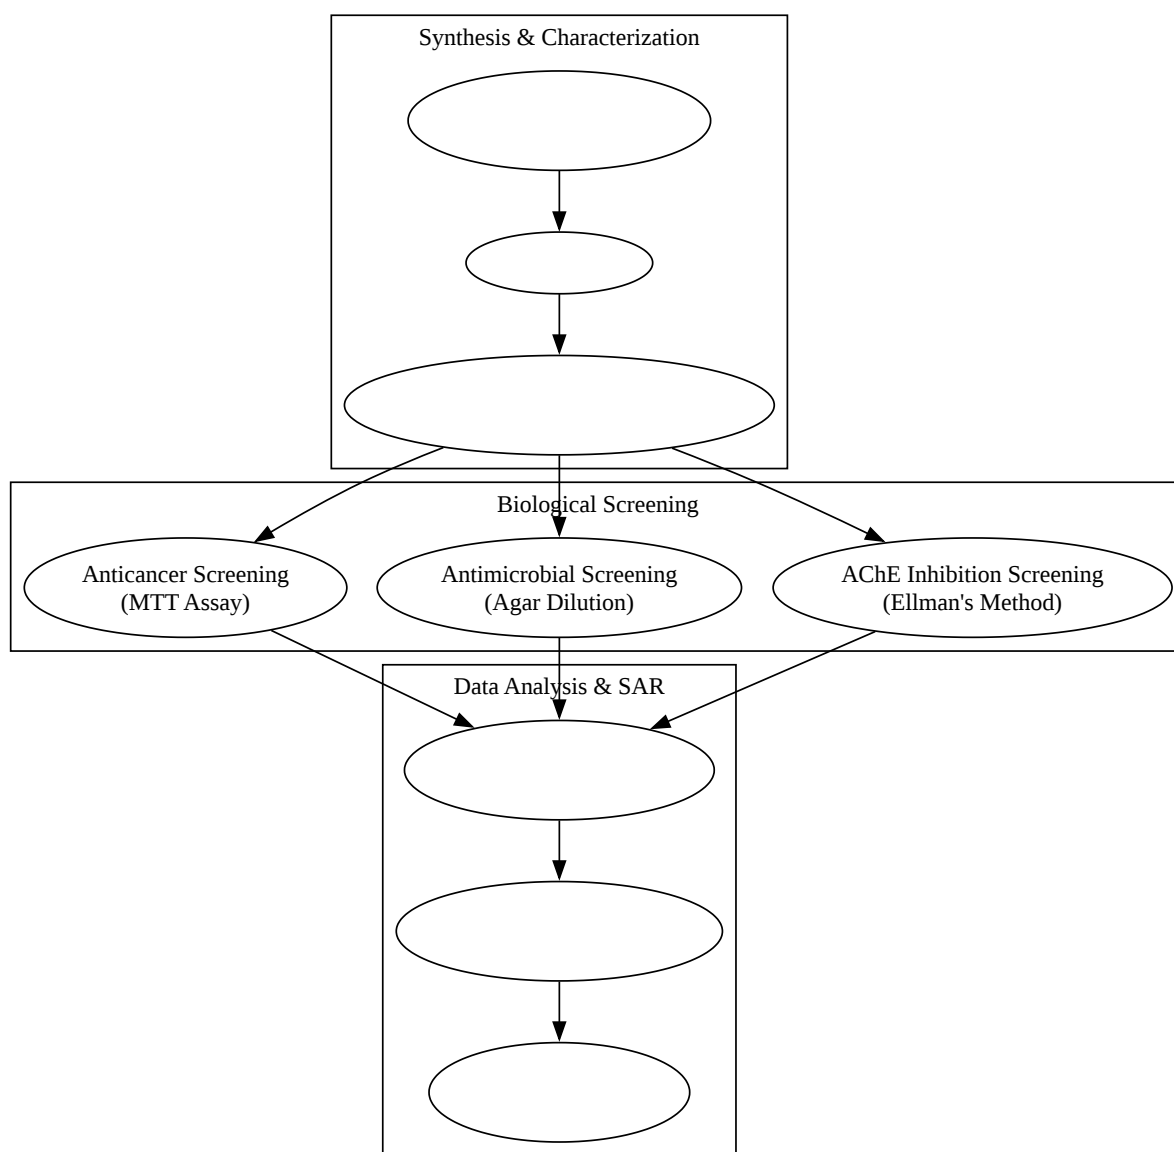 Synthesis & Characterization
Biological Screening
Anticancer Screening
(MTT Assay)
Antimicrobial Screening
(Agar Dilution)
AChE Inhibition Screening
(Ellman's Method)
Data Analysis & SAR